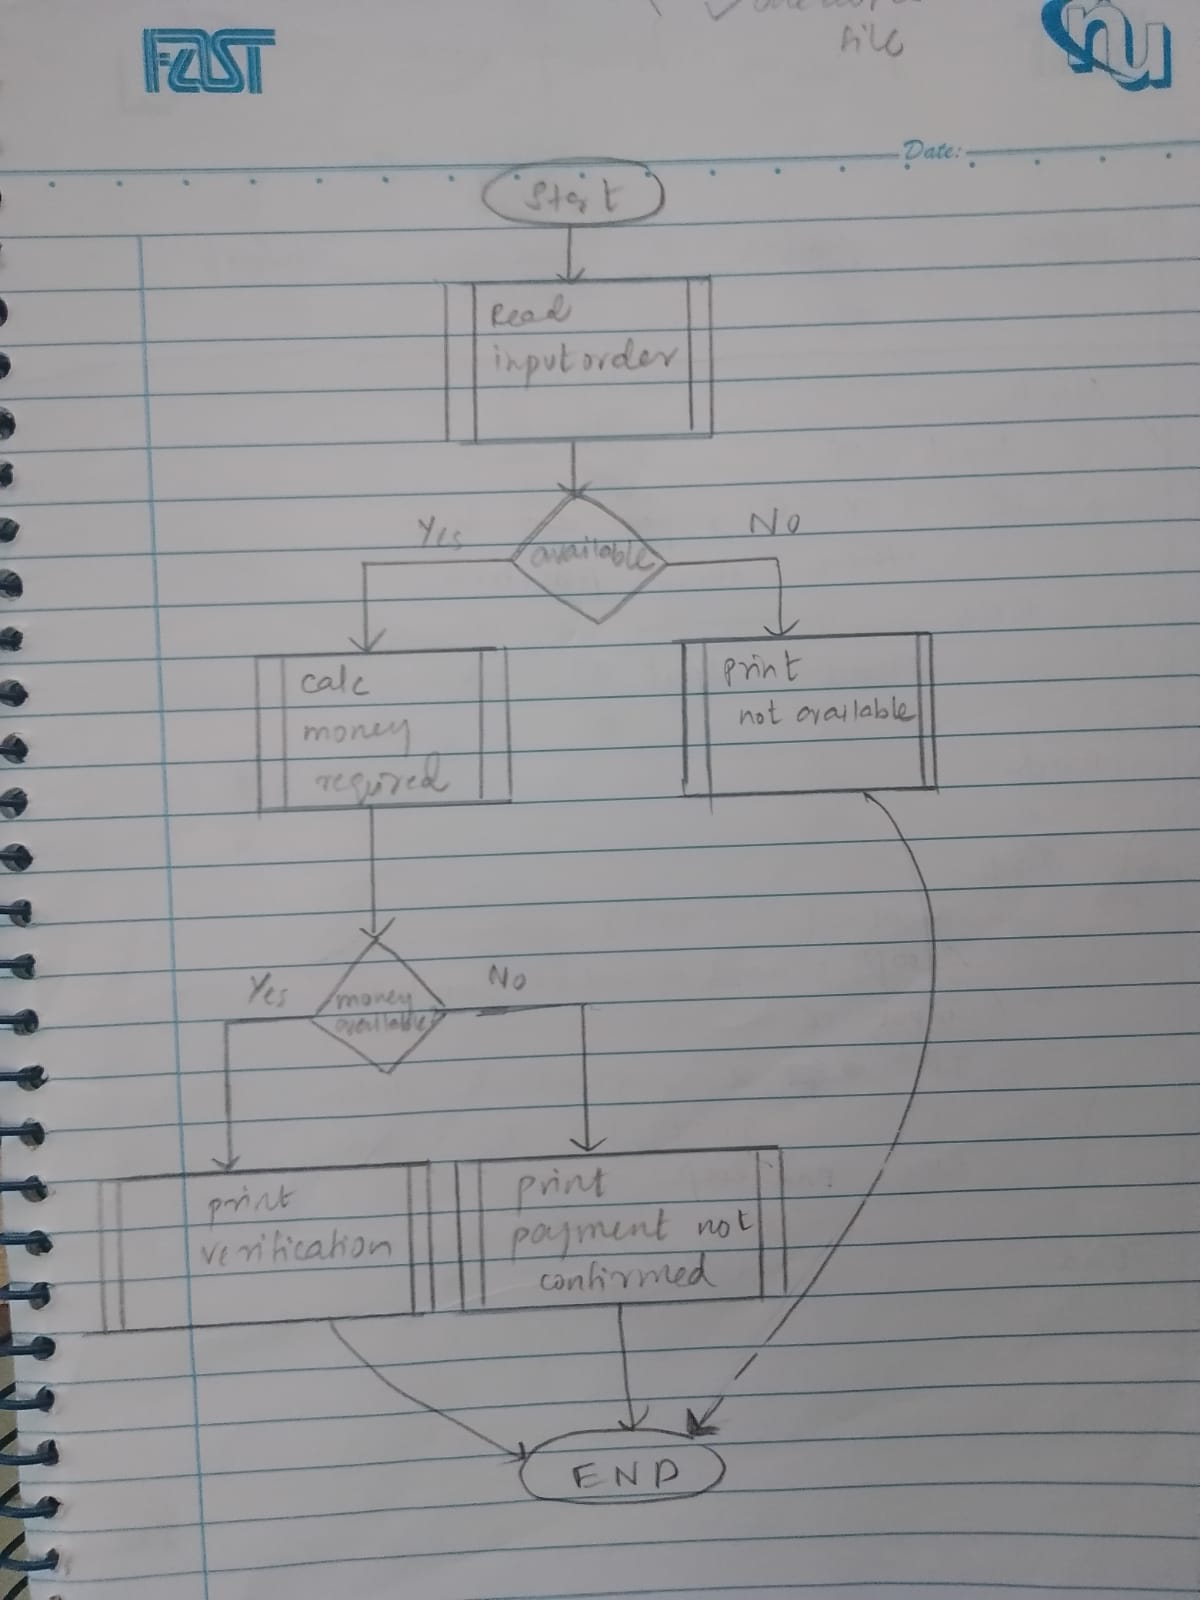 file
FAST
nu
Date:
Start
Read
input order
Yes
available
No
calc
money
required
print
not available
Yes
money
available?
No
print
verification
print
payment not
confirmed
END